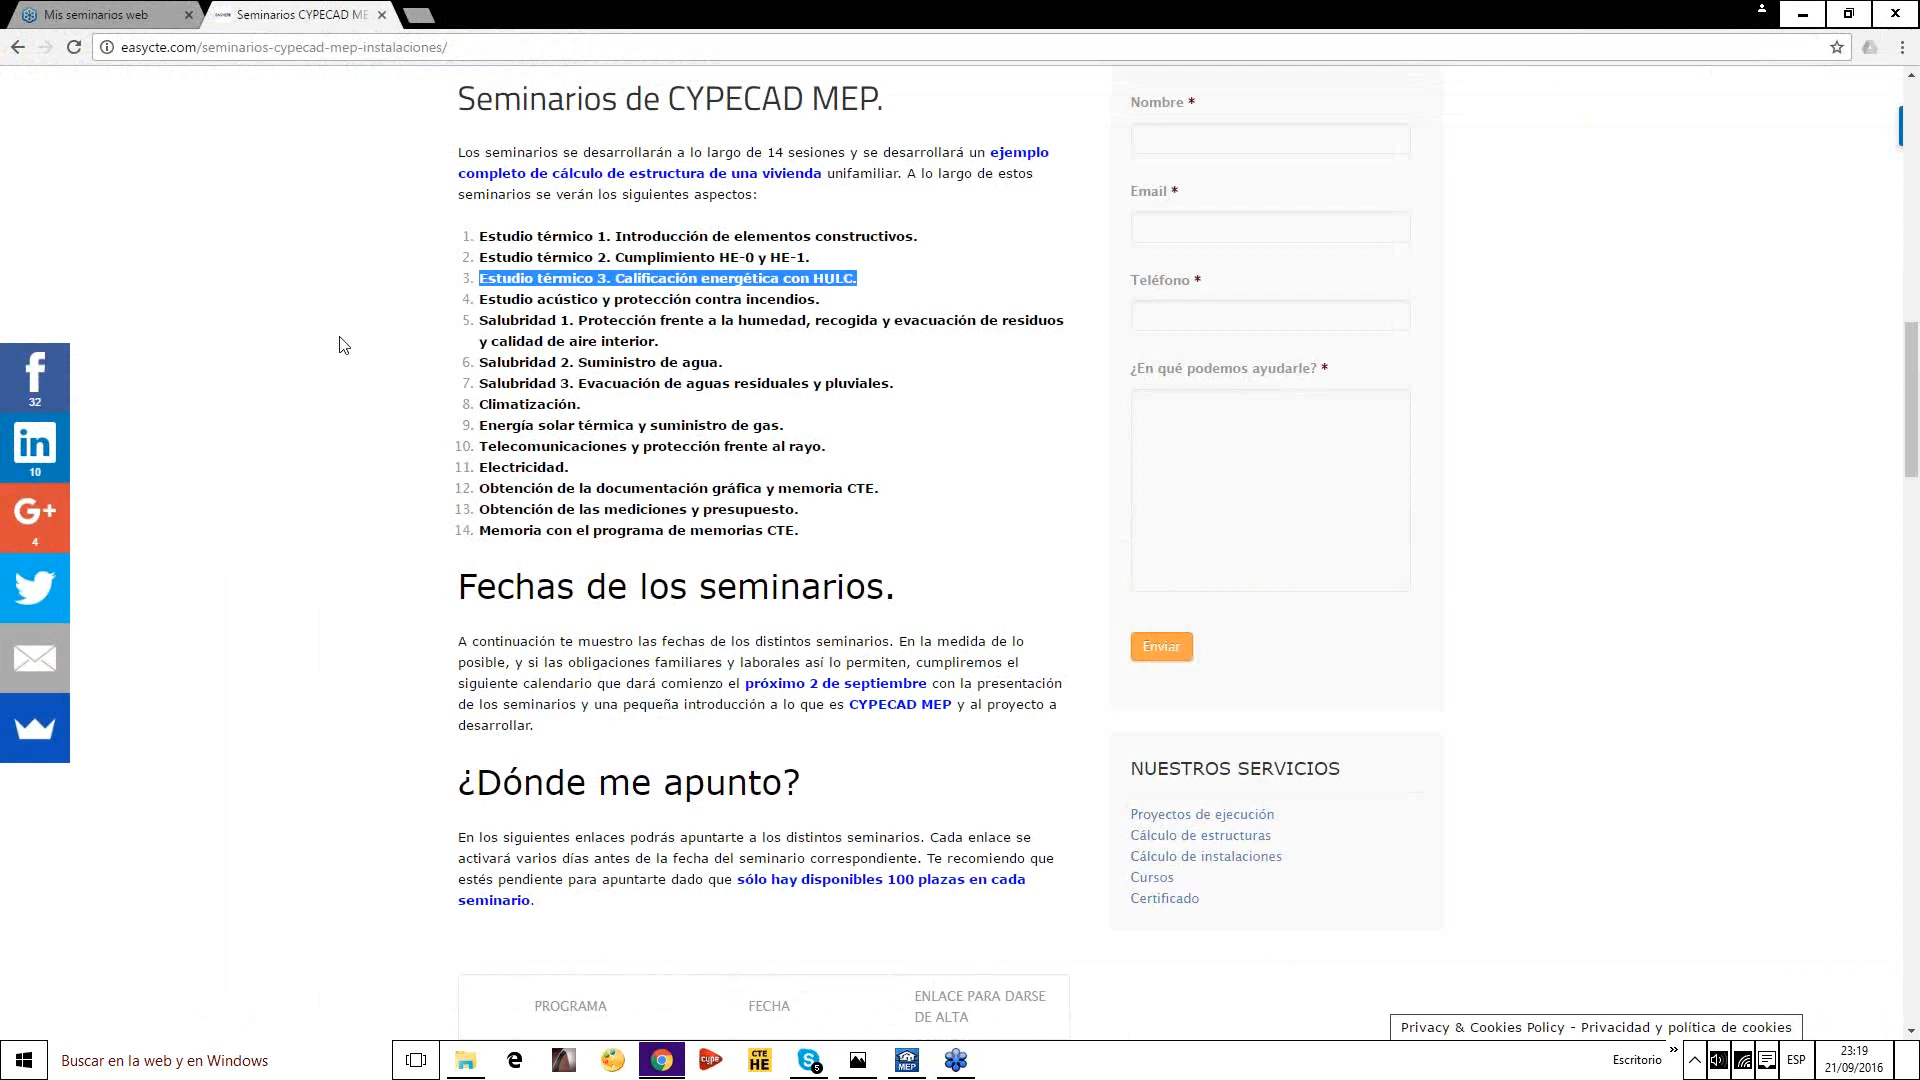 Mis seminarios web
Seminarios CYPECAD ME
easycte.com/seminarios-cypecad-mep-instalaciones/
Seminarios de CYPECAD MEP.
Los seminarios se desarrollarán a lo largo de 14 sesiones y se desarrollará un ejemplo
completo de cálculo de estructura de una vivienda unifamiliar. A lo largo de estos
seminarios se verán los siguientes aspectos:
1. Estudio térmico 1. Introducción de elementos constructivos.
2. Estudio térmico 2. Cumplimiento HE-0 y HE-1.
3. Estudio térmico 3. Calificación energética con HULC.
4. Estudio acústico y protección contra incendios.
5. Salubridad 1. Protección frente a la humedad, recogida y evacuación de residuos
y calidad de aire interior.
6. Salubridad 2. Suministro de agua.
7. Salubridad 3. Evacuación de aguas residuales y pluviales.
8. Climatización.
9. Energía solar térmica y suministro de gas.
10. Telecomunicaciones y protección frente al rayo.
11. Electricidad.
12. Obtención de la documentación gráfica y memoria CTE.
13. Obtención de las mediciones y presupuesto.
14. Memoria con el programa de memorias CTE.
Fechas de los seminarios.
A continuación te muestro las fechas de los distintos seminarios. En la medida de lo
posible, y si las obligaciones familiares y laborales así lo permiten, cumpliremos el
siguiente calendario que dará comienzo el próximo 2 de septiembre con la presentación
de los seminarios y una pequeña introducción a lo que es CYPECAD MEP y al proyecto a
desarrollar.
¿Dónde me apunto?
En los siguientes enlaces podrás apuntarte a los distintos seminarios. Cada enlace se
activará varios días antes de la fecha del seminario correspondiente. Te recomiendo que
estés pendiente para apuntarte dado que sólo hay disponibles 100 plazas en cada
seminario.
PROGRAMA
FECHA
ENLACE PARA DARSE
DE ALTA
Nombre *
Email *
Teléfono *
¿En qué podemos ayudarle? *
Enviar
NUESTROS SERVICIOS
Proyectos de ejecución
Cálculo de estructuras
Cálculo de instalaciones
Cursos
Certificado
f
32
in
10
G+
4
Privacy & Cookies Policy - Privacidad y política de cookies
Buscar en la web y en Windows
e
cype
CTE
HE
S
5
MEP
Escritorio
»
ESP
23:19
21/09/2016